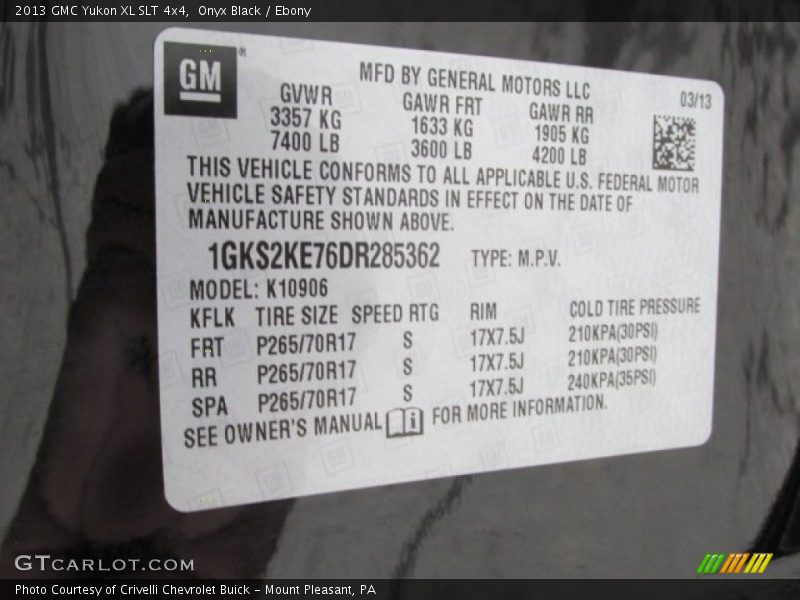 2013 GMC Yukon XL SLT 4x4, Onyx Black / Ebony
GM ®
MFD BY GENERAL MOTORS LLC
03/13
GVWR GAWR FRT GAWR RR
3357 KG 1633 KG 1905 KG
7400 LB 3600 LB 4200 LB
THIS VEHICLE CONFORMS TO ALL APPLICABLE U.S. FEDERAL MOTOR
VEHICLE SAFETY STANDARDS IN EFFECT ON THE DATE OF
MANUFACTURE SHOWN ABOVE.
1GKS2KE76DR285362 TYPE: M.P.V.
MODEL: K10906
KFLK TIRE SIZE SPEED RTG RIM COLD TIRE PRESSURE
FRT P265/70R17 S 17X7.5J 210KPA(30PSI)
RR P265/70R17 S 17X7.5J 210KPA(30PSI)
SPA P265/70R17 S 17X7.5J 240KPA(35PSI)
SEE OWNER'S MANUAL i FOR MORE INFORMATION.
GTCARLOT.COM
Photo Courtesy of Crivelli Chevrolet Buick - Mount Pleasant, PA